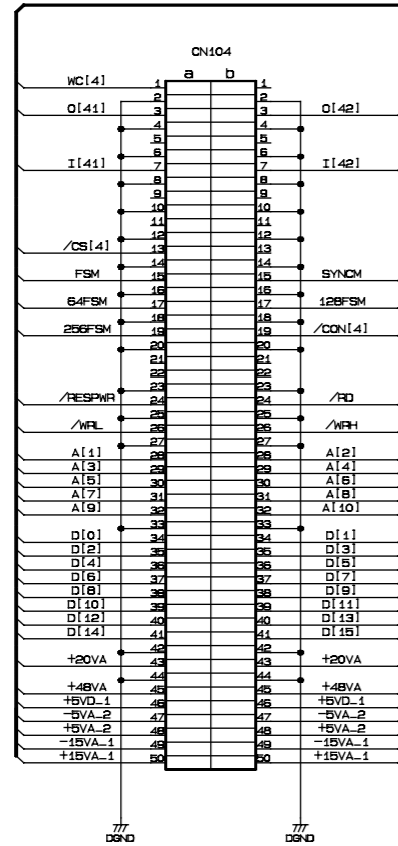 CN104
a b
WC[4] 1 1
2 2
O[41] 3 3 O[42]
4 4
5 5
6 6
I[41] 7 7 I[42]
8 8
9 9
10 10
11 11
12 12
/CS[4] 13 13
14 14
FSM 15 15 SYNCM
16 16
64FSM 17 17 128FSM
18 18
256FSM 19 19 /CON[4]
20 20
21 21
22 22
23 23
/RESPWR 24 24 /RD
25 25
/WRL 26 26 /WRH
27 27
A[1] 28 28 A[2]
A[3] 29 29 A[4]
A[5] 30 30 A[6]
A[7] 31 31 A[8]
A[9] 32 32 A[10]
33 33
D[0] 34 34 D[1]
D[2] 35 35 D[3]
D[4] 36 36 D[5]
D[6] 37 37 D[7]
D[8] 38 38 D[9]
D[10] 39 39 D[11]
D[12] 40 40 D[13]
D[14] 41 41 D[15]
42 42
+20VA 43 43 +20VA
44 44
+48VA 45 45 +48VA
+5VD_1 46 46 +5VD_1
-5VA_2 47 47 -5VA_2
+5VA_2 48 48 +5VA_2
-15VA_1 49 49 -15VA_1
+15VA_1 50 50 +15VA_1
DGND DGND